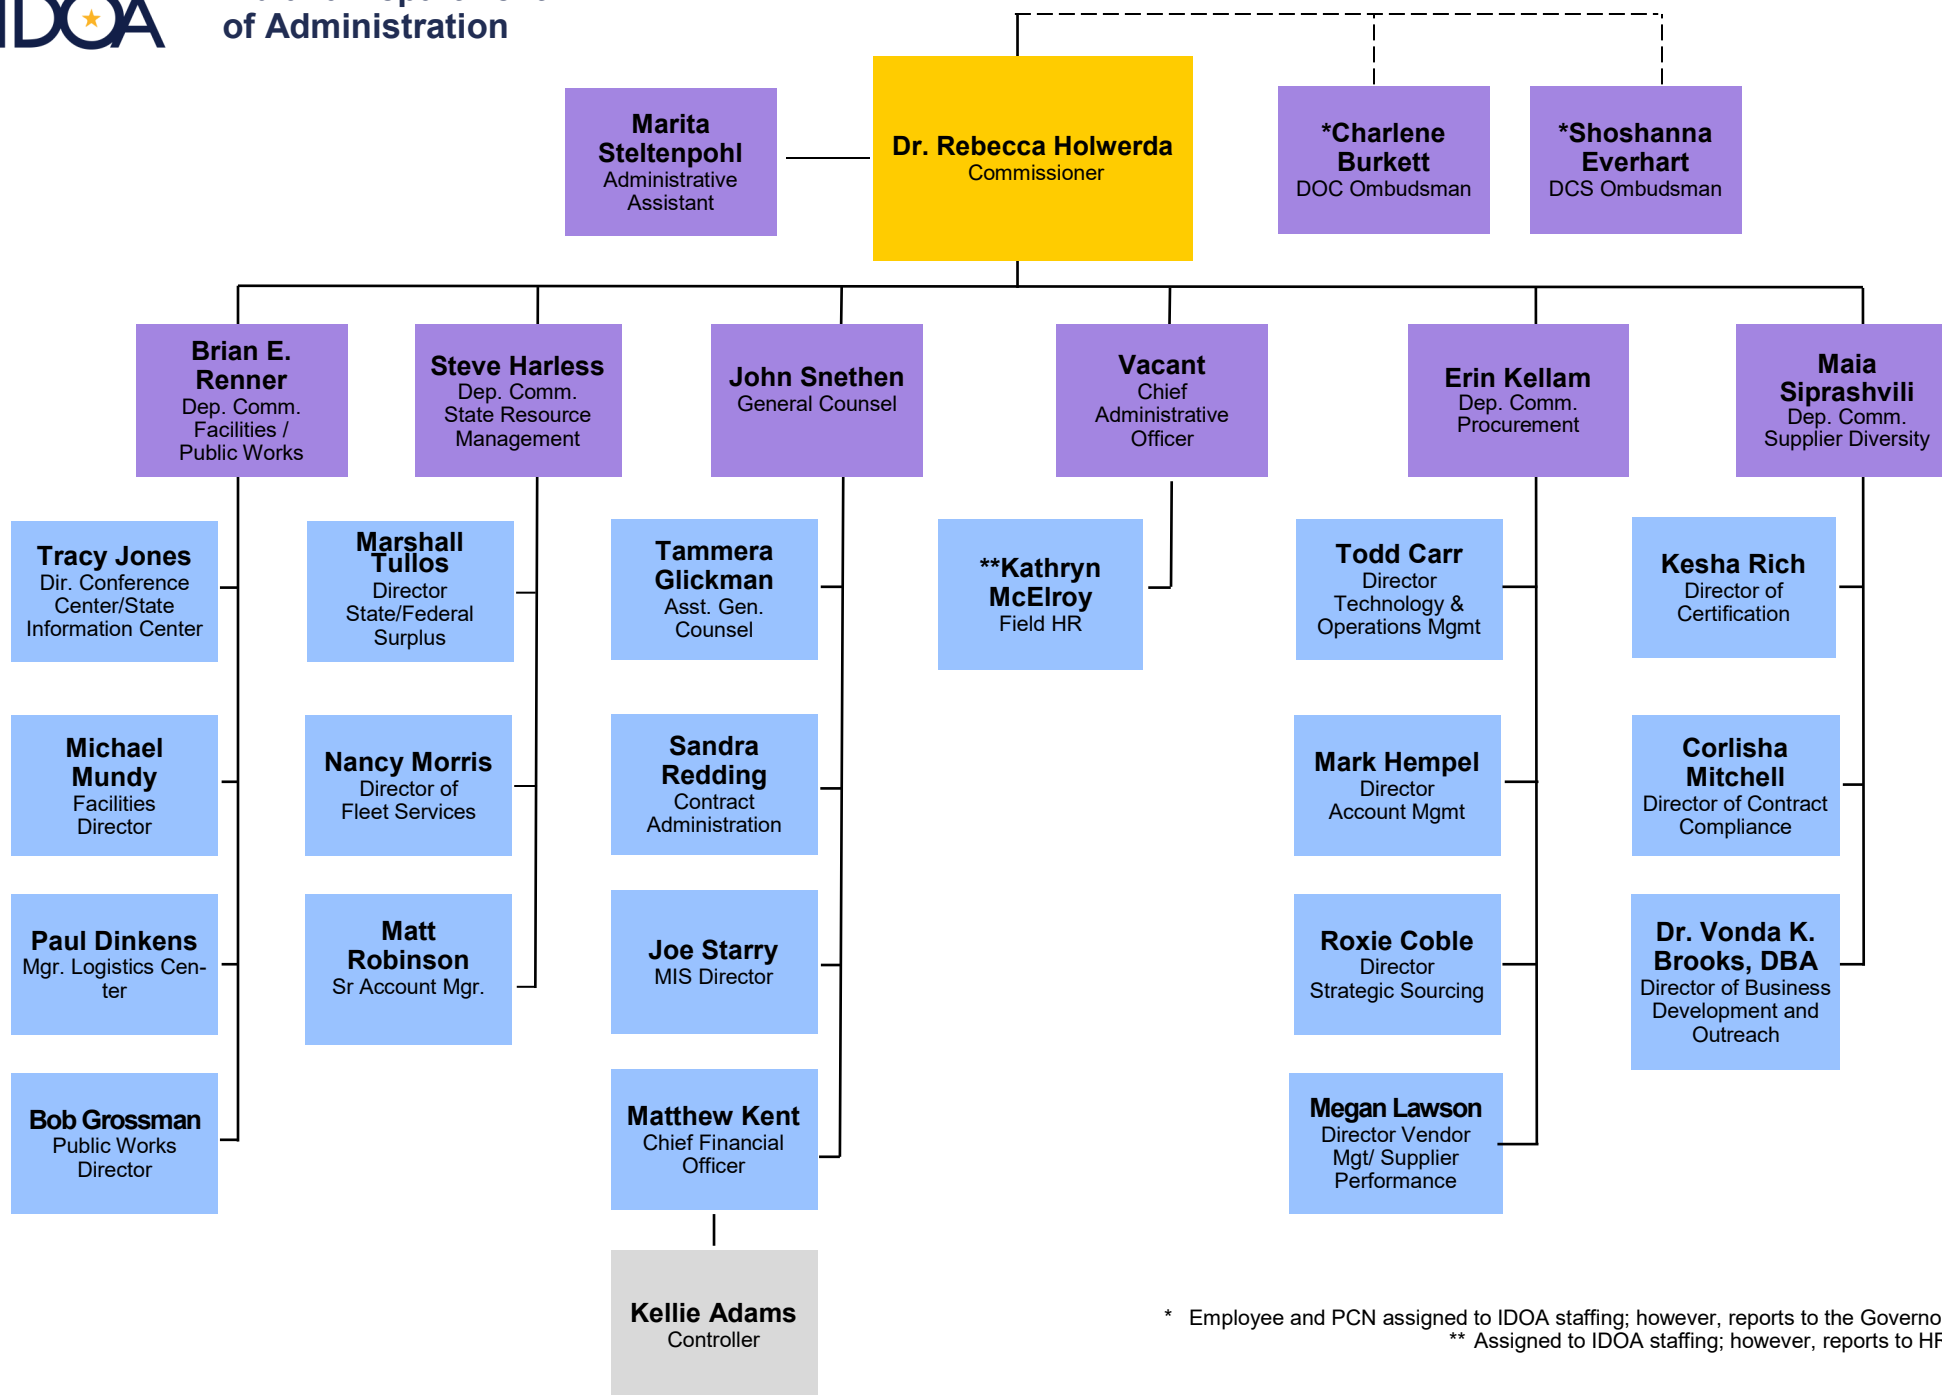 IDOA
of Administration
Marita
Steltenpohl
Administrative
Assistant
Dr. Rebecca Holwerda
Commissioner
*Charlene
Burkett
DOC Ombudsman
*Shoshanna
Everhart
DCS Ombudsman
Brian E.
Renner
Dep. Comm.
Facilities /
Public Works
Steve Harless
Dep. Comm.
State Resource
Management
John Snethen
General Counsel
Vacant
Chief
Administrative
Officer
Erin Kellam
Dep. Comm.
Procurement
Maia
Siprashvili
Dep. Comm.
Supplier Diversity
Tracy Jones
Dir. Conference
Center/State
Information Center
Marshall
Tullos
Director
State/Federal
Surplus
Tammera
Glickman
Asst. Gen.
Counsel
**Kathryn
McElroy
Field HR
Todd Carr
Director
Technology &
Operations Mgmt
Kesha Rich
Director of
Certification
Michael
Mundy
Facilities
Director
Nancy Morris
Director of
Fleet Services
Sandra
Redding
Contract
Administration
Mark Hempel
Director
Account Mgmt
Corlisha
Mitchell
Director of Contract
Compliance
Paul Dinkens
Mgr. Logistics Cen-
ter
Matt
Robinson
Sr Account Mgr.
Joe Starry
MIS Director
Roxie Coble
Director
Strategic Sourcing
Dr. Vonda K.
Brooks, DBA
Director of Business
Development and
Outreach
Bob Grossman
Public Works
Director
Matthew Kent
Chief Financial
Officer
Megan Lawson
Director Vendor
Mgt/ Supplier
Performance
Kellie Adams
Controller
* Employee and PCN assigned to IDOA staffing; however, reports to the Governo
** Assigned to IDOA staffing; however, reports to HR